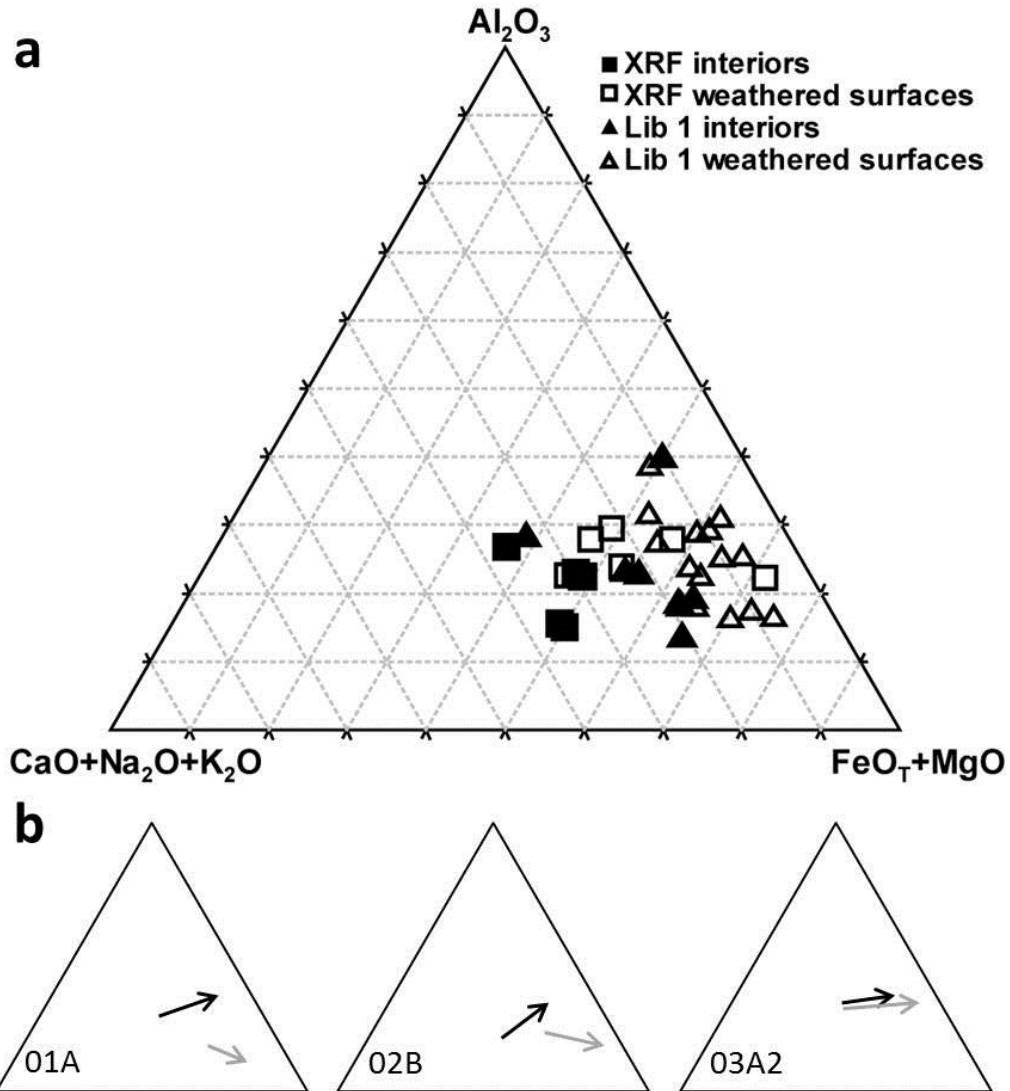 a
Al₂O₃
XRF interiors
XRF weathered surfaces
Lib 1 interiors
Lib 1 weathered surfaces
CaO+Na₂O+K₂O
FeOT+MgO
b
01A
02B
03A2